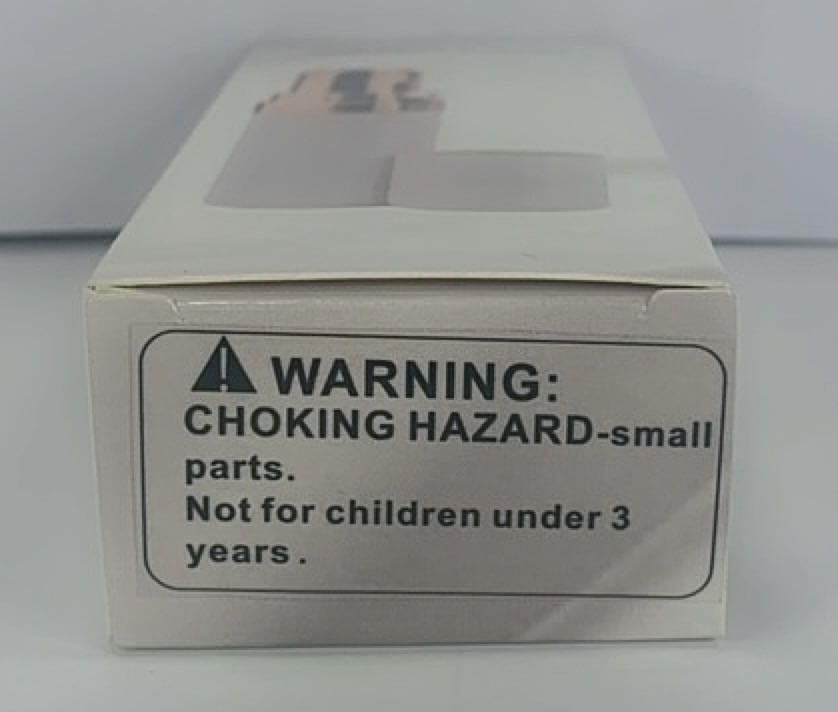 WARNING:
CHOKING HAZARD-small
parts.
Not for children under 3
years.